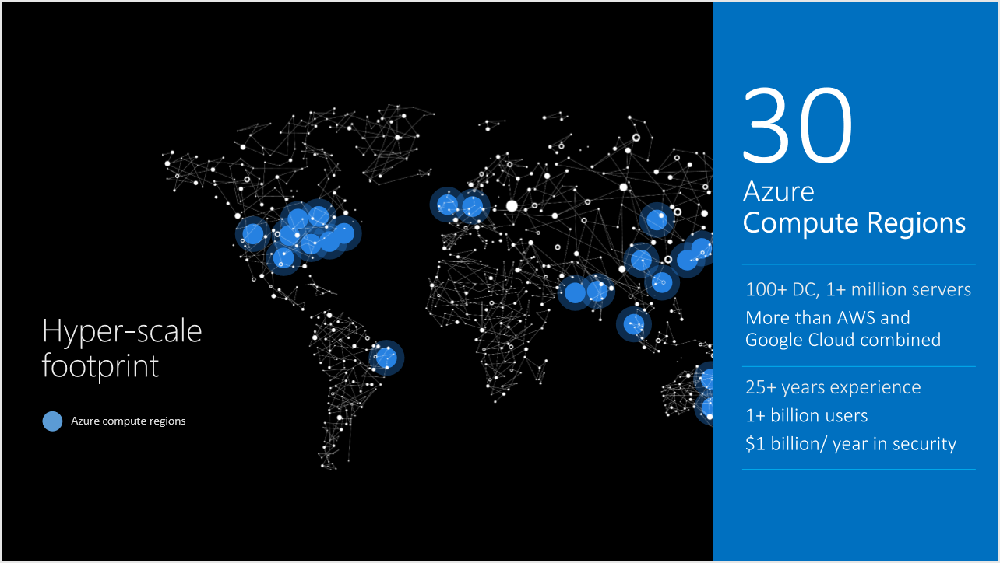 Hyper-scale
footprint
Azure compute regions
30
Azure
Compute Regions
100+ DC, 1+ million servers
More than AWS and
Google Cloud combined
25+ years experience
1+ billion users
$1 billion/ year in security